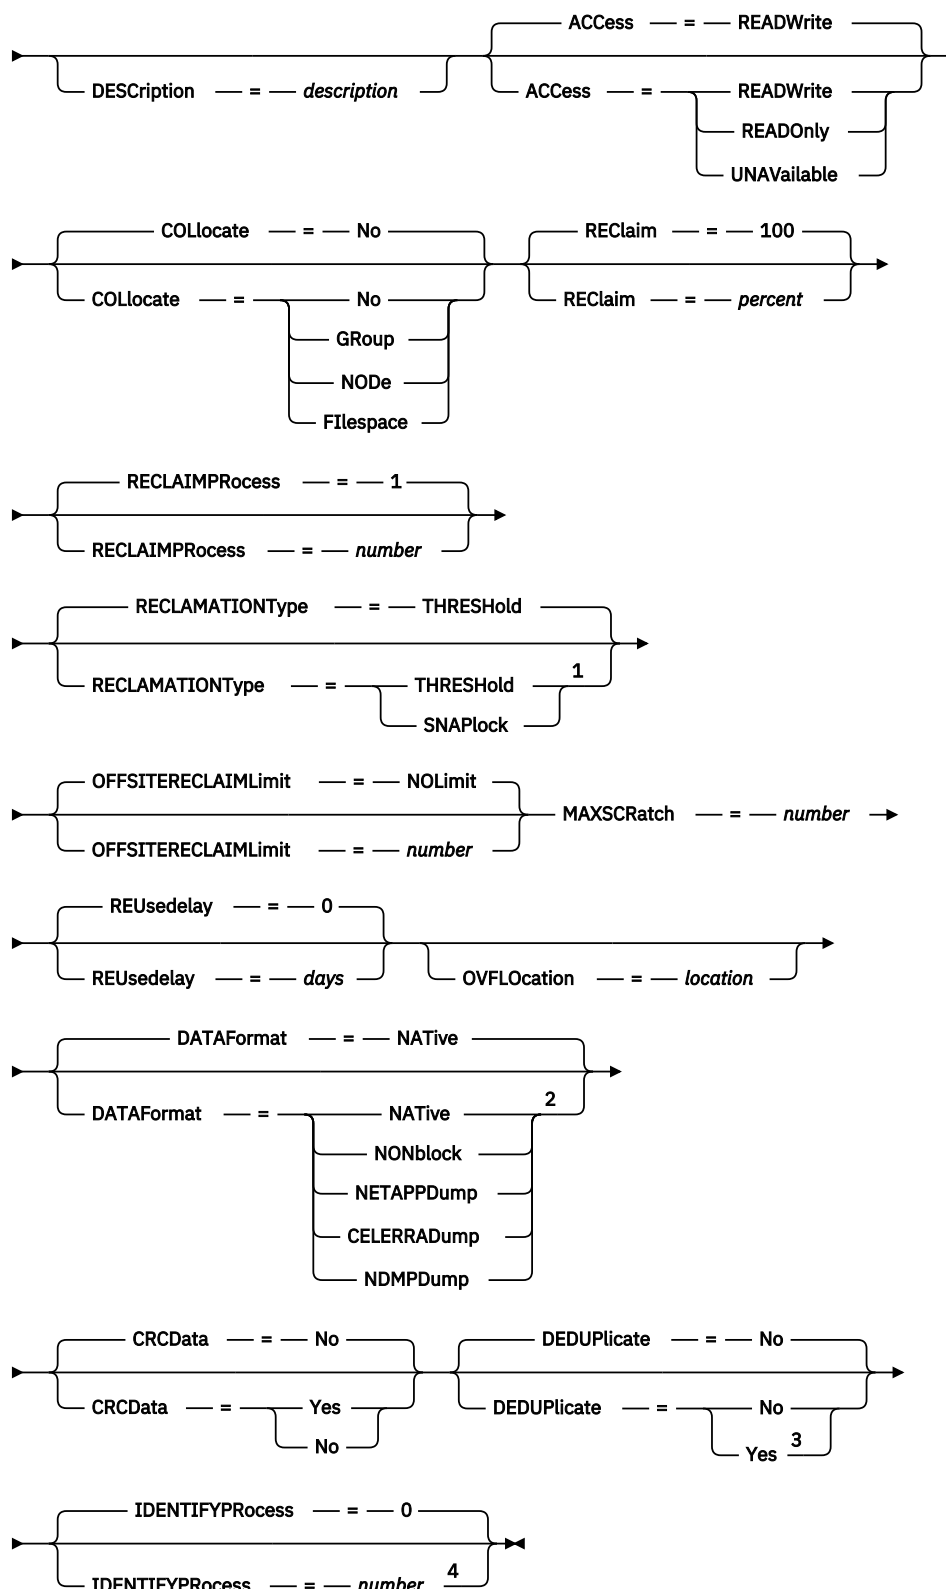 ACCess = READWrite
DESCription = description ACCess = READWrite
READOnly
UNAVailable
COLlocate = No REClaim = 100
COLlocate = No REClaim = percent
GRoup
NODe
FIlespace
RECLAIMPRocess = 1
RECLAIMPRocess = number
RECLAMATIONType = THRESHold
1
RECLAMATIONType = THRESHold
SNAPlock
OFFSITERECLAIMLimit = NOLimit
MAXSCRatch = number
OFFSITERECLAIMLimit = number
REUsedelay = 0
REUsedelay = days OVFLOcation = location
DATAFormat = NATive
2
DATAFormat = NATive
NONblock
NETAPPDump
CELERRADump
NDMPDump
CRCData = No DEDUPlicate = No
CRCData = Yes DEDUPlicate = No
No
Yes 3
IDENTIFYPRocess = 0
4
IDENTIFYPRocess = number